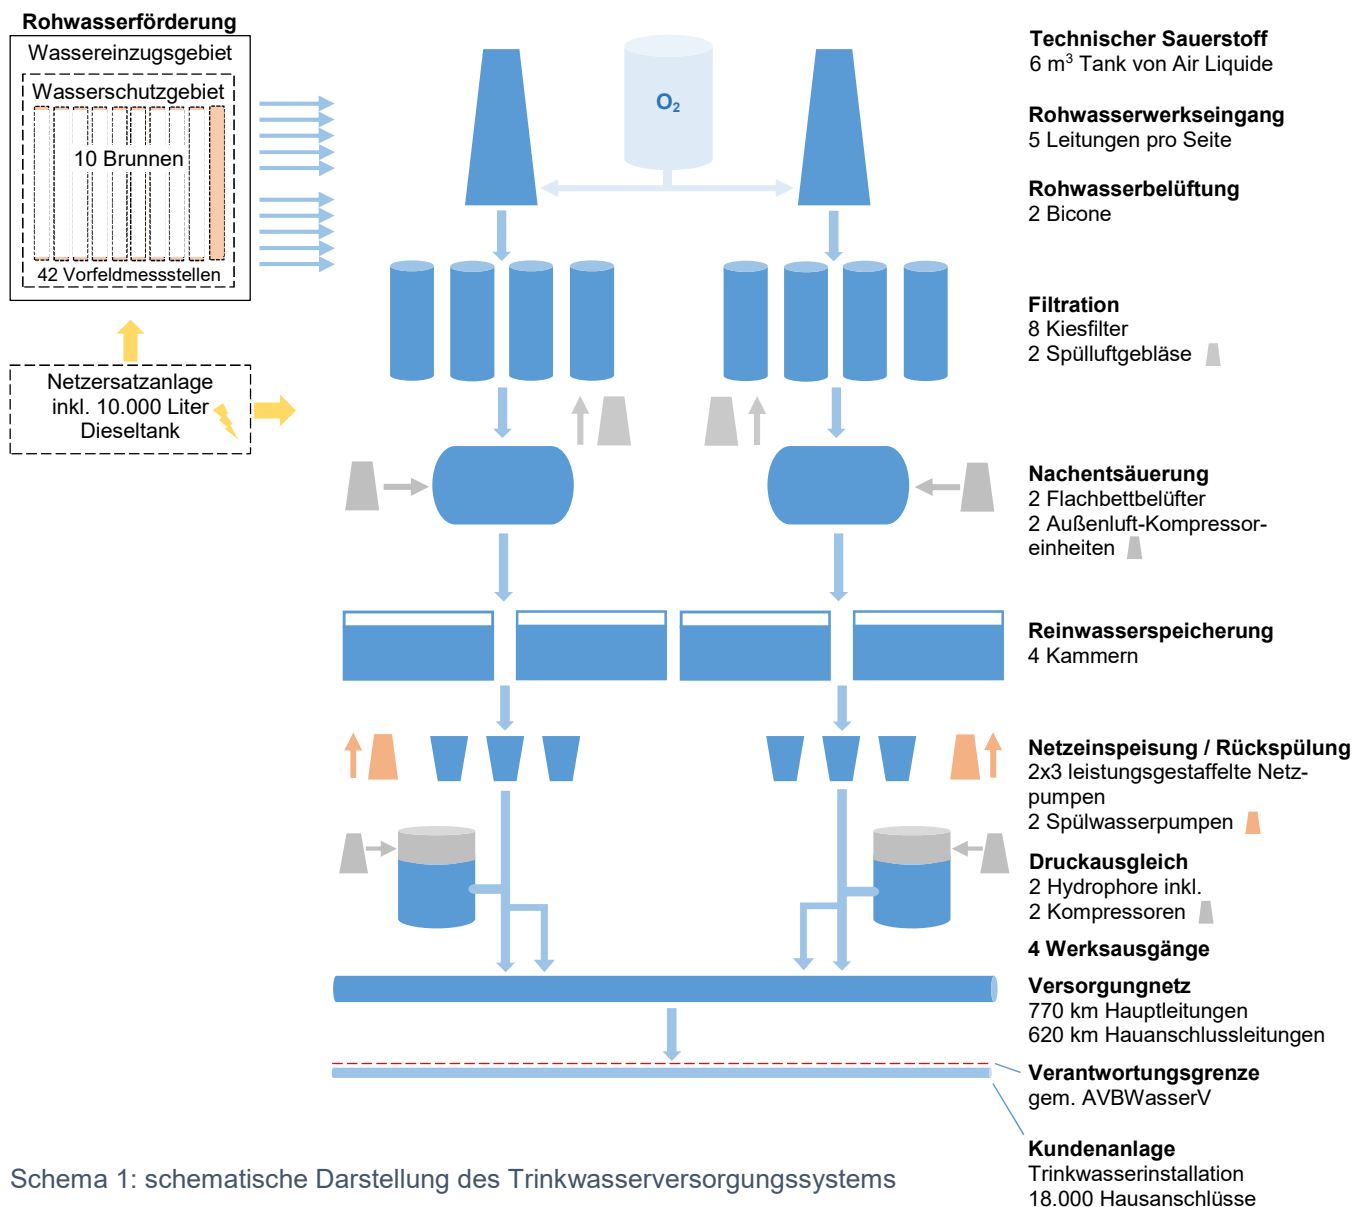 Rohwasserförderung
Wassereinzugsgebiet
Wasserschutzgebiet
10 Brunnen
42 Vorfeldmessstellen
Netzersatzanlage
inkl. 10.000 Liter
Dieseltank
O₂
Technischer Sauerstoff
6 m³ Tank von Air Liquide
Rohwasserwerkseingang
5 Leitungen pro Seite
Rohwasserbelüftung
2 Bicone
Filtration
8 Kiesfilter
2 Spülluftgebläse
Nachentsäuerung
2 Flachbettbelüfter
2 Außenluft-Kompressor-
einheiten
Reinwasserspeicherung
4 Kammern
Netzeinspeisung / Rückspülung
2x3 leistungsgestaffelte Netz-
pumpen
2 Spülwasserpumpen
Druckausgleich
2 Hydrophore inkl.
2 Kompressoren
4 Werksausgänge
Versorgungnetz
770 km Hauptleitungen
620 km Hauanschlussleitungen
Verantwortungsgrenze
gem. AVBWasserV
Kundenanlage
Trinkwasserinstallation
18.000 Hausanschlüsse
Schema 1: schematische Darstellung des Trinkwasserversorgungssystems